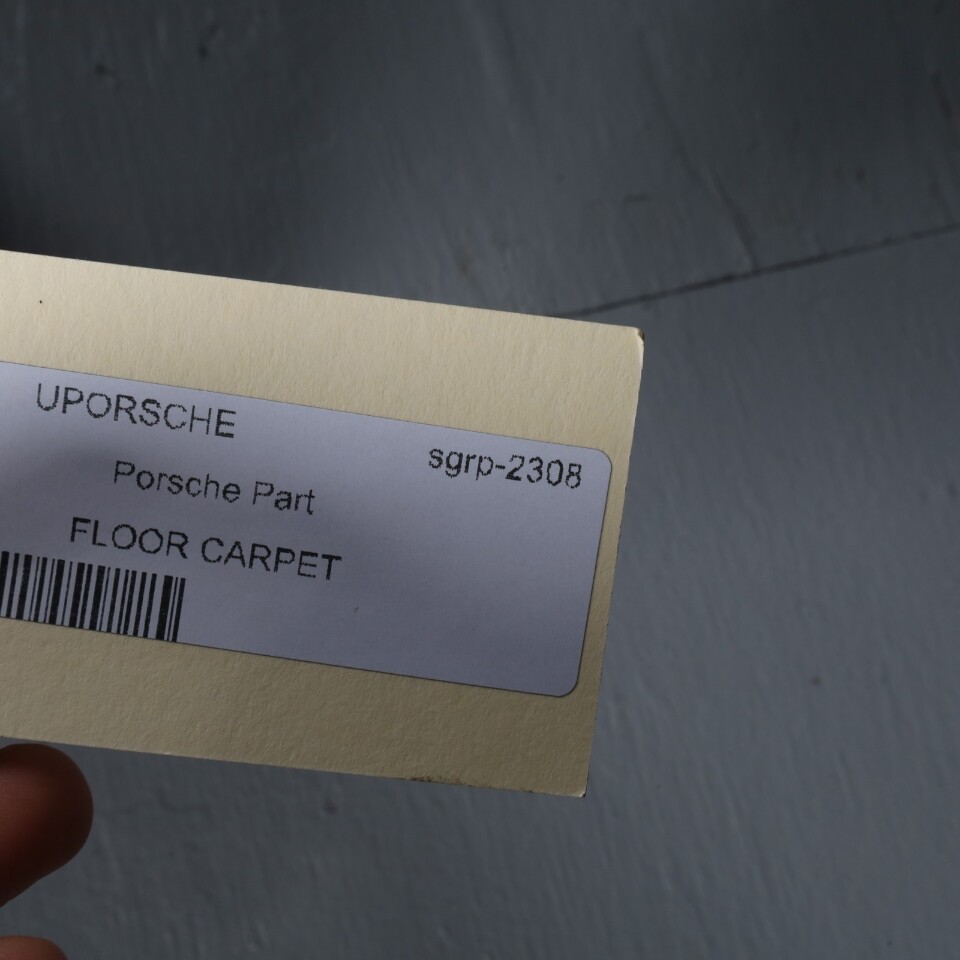 UPORSCHE
sgrp-2308
Porsche Part
FLOOR CARPET